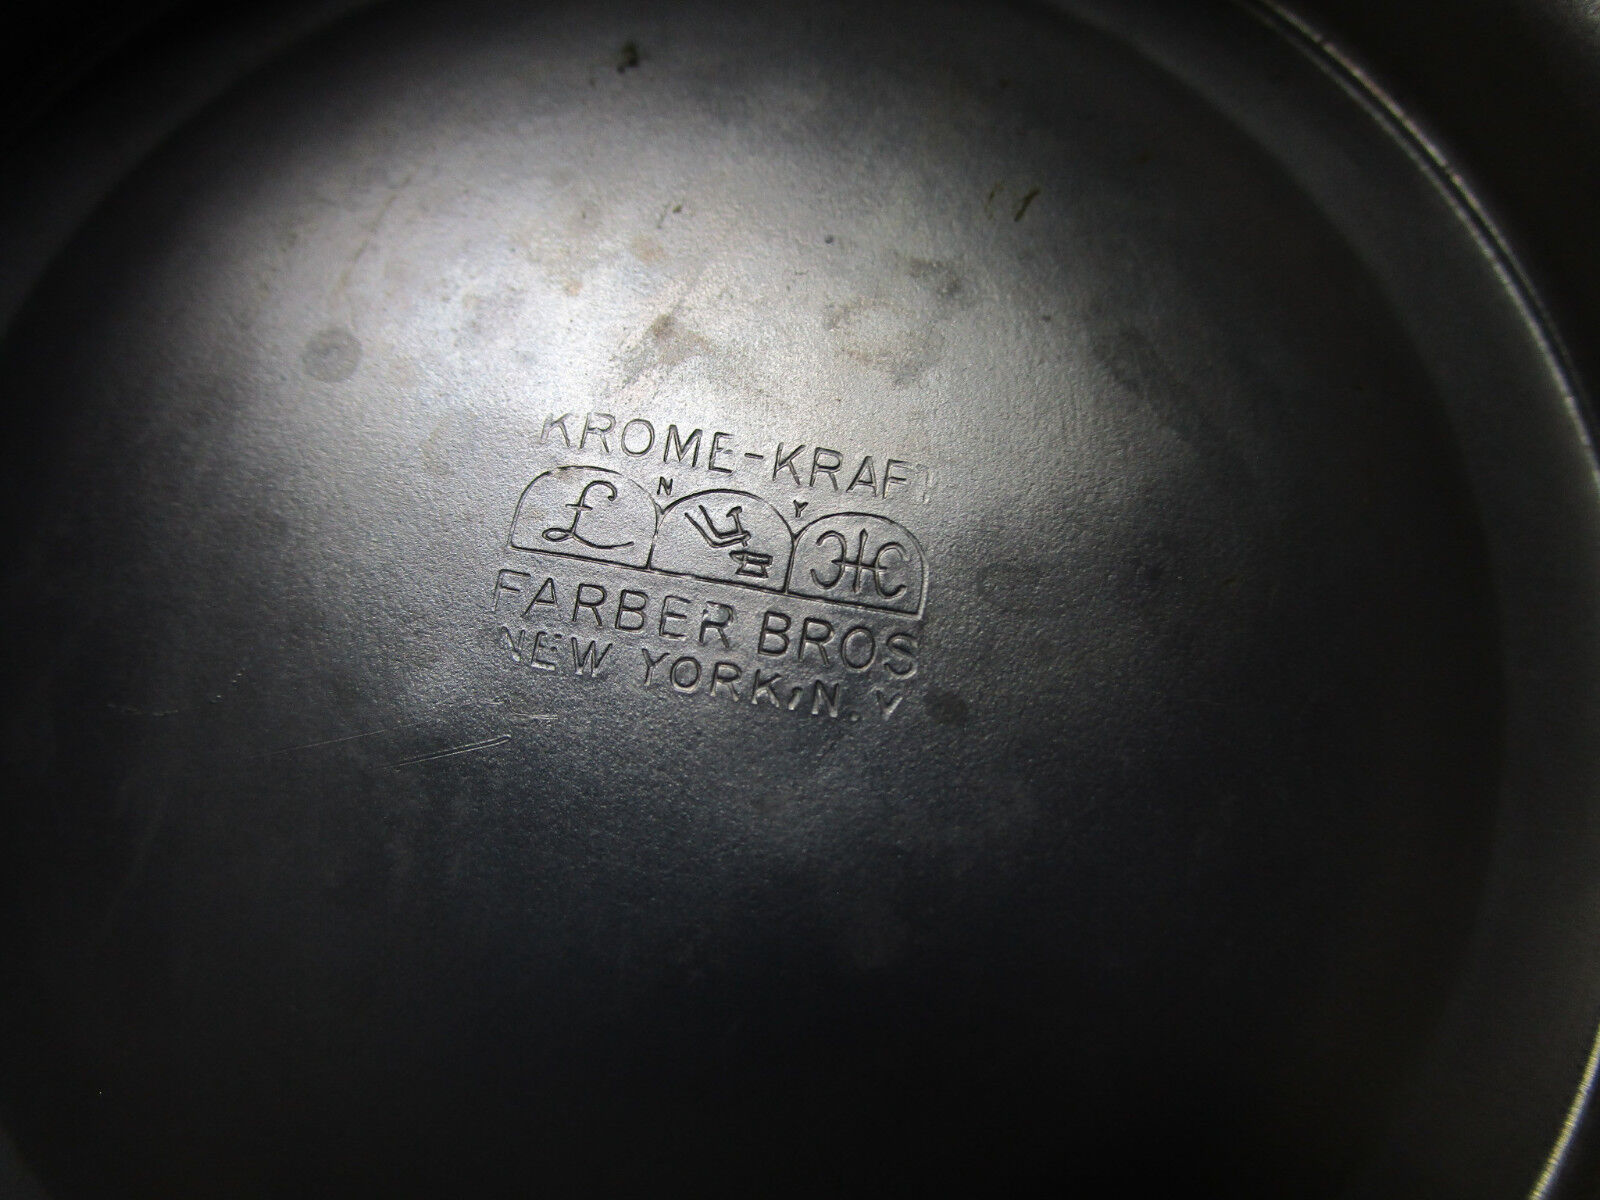 KROME-KRAFT
N Y
£
FARBER BROS
NEW YORK, N.Y